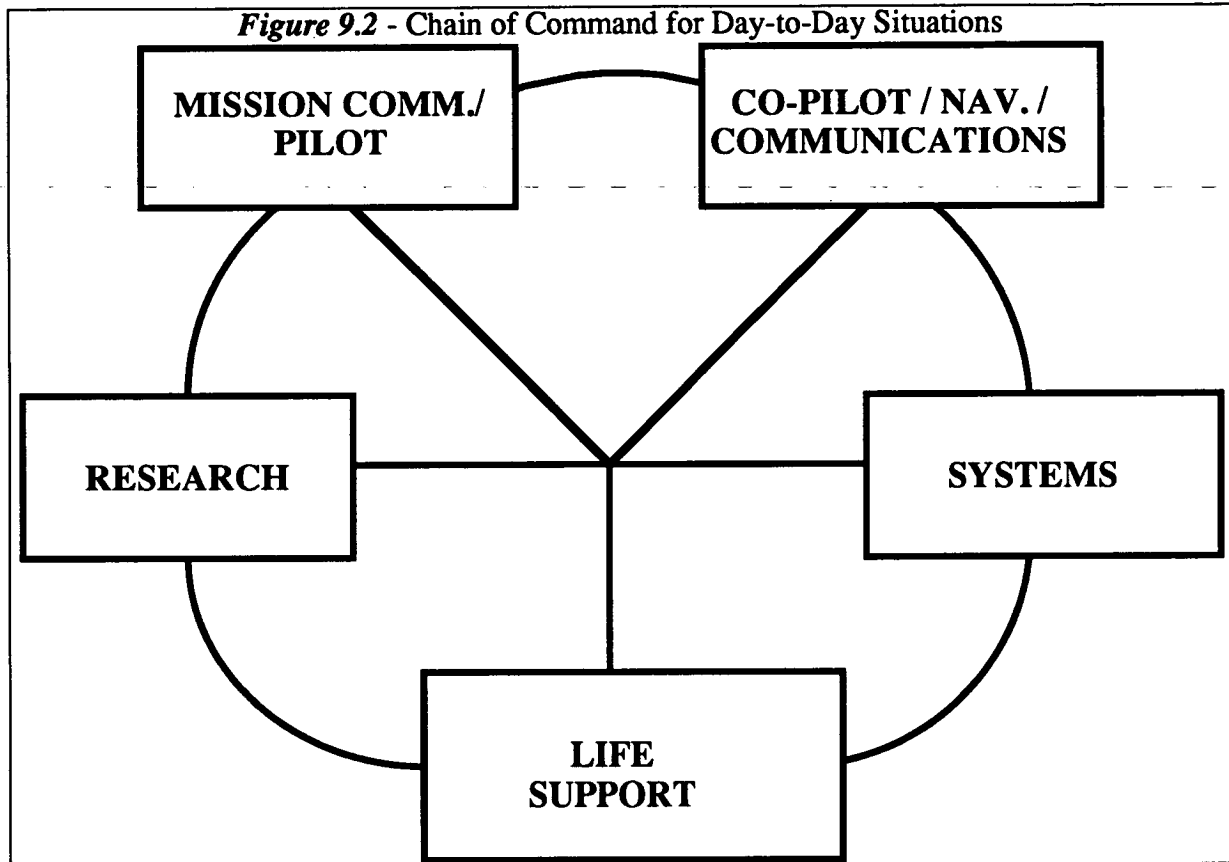 Figure 9.2 - Chain of Command for Day-to-Day Situations
MISSION COMM./
PILOT
CO-PILOT / NAV. /
COMMUNICATIONS
RESEARCH
SYSTEMS
LIFE
SUPPORT